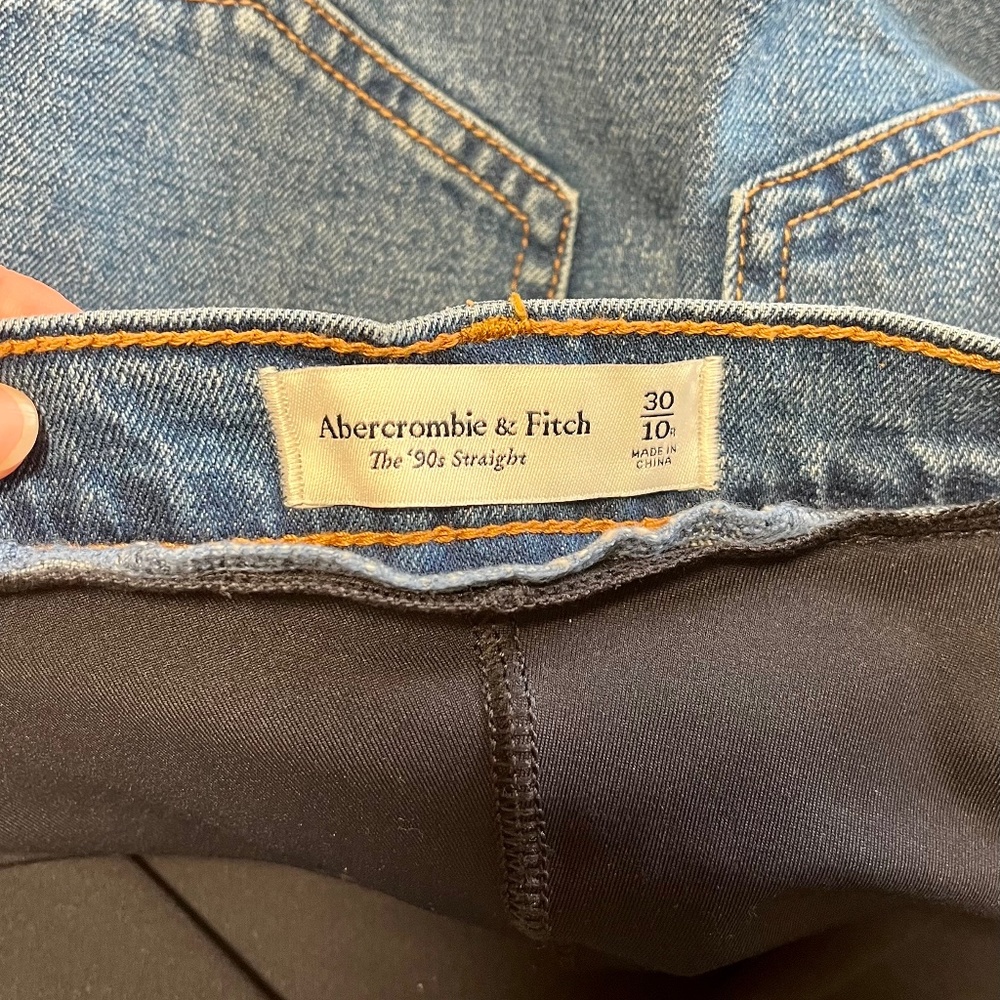 Abercrombie & Fitch
The ‘90s Straight
30
10R
MADE IN
CHINA